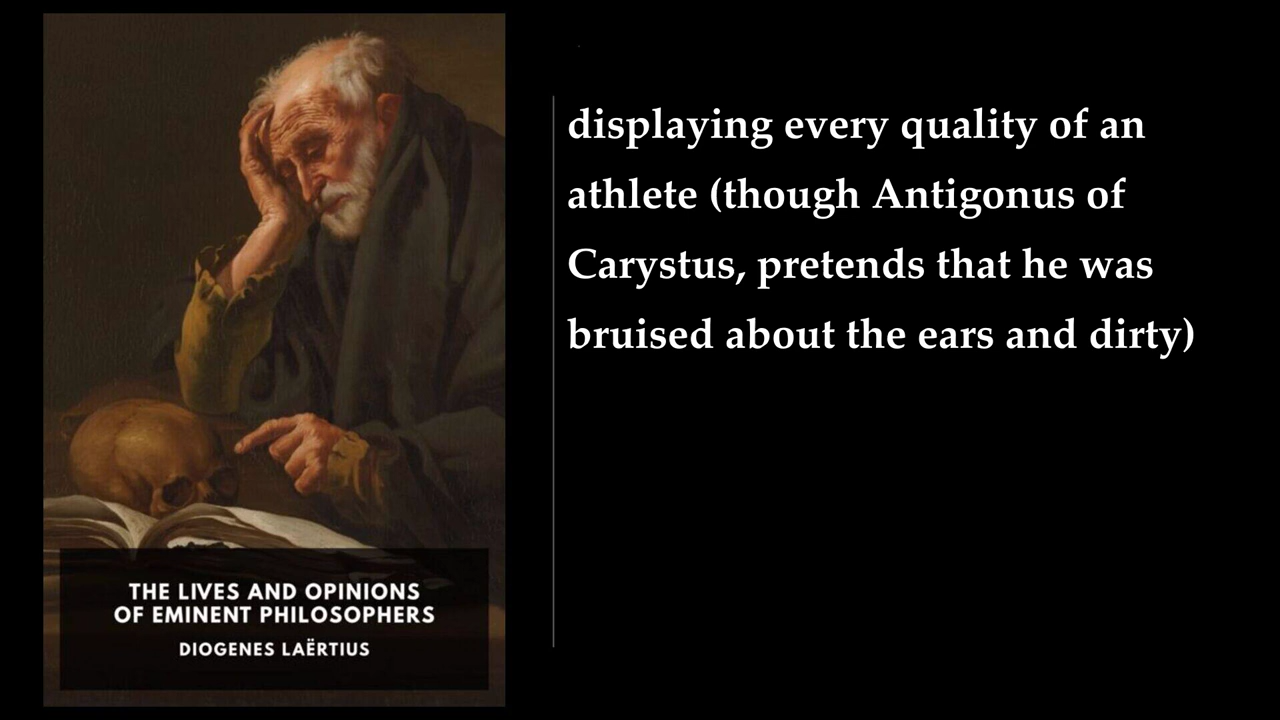 THE LIVES AND OPINIONS
OF EMINENT PHILOSOPHERS
DIOGENES LAËRTIUS
displaying every quality of an
athlete (though Antigonus of
Carystus, pretends that he was
bruised about the ears and dirty)